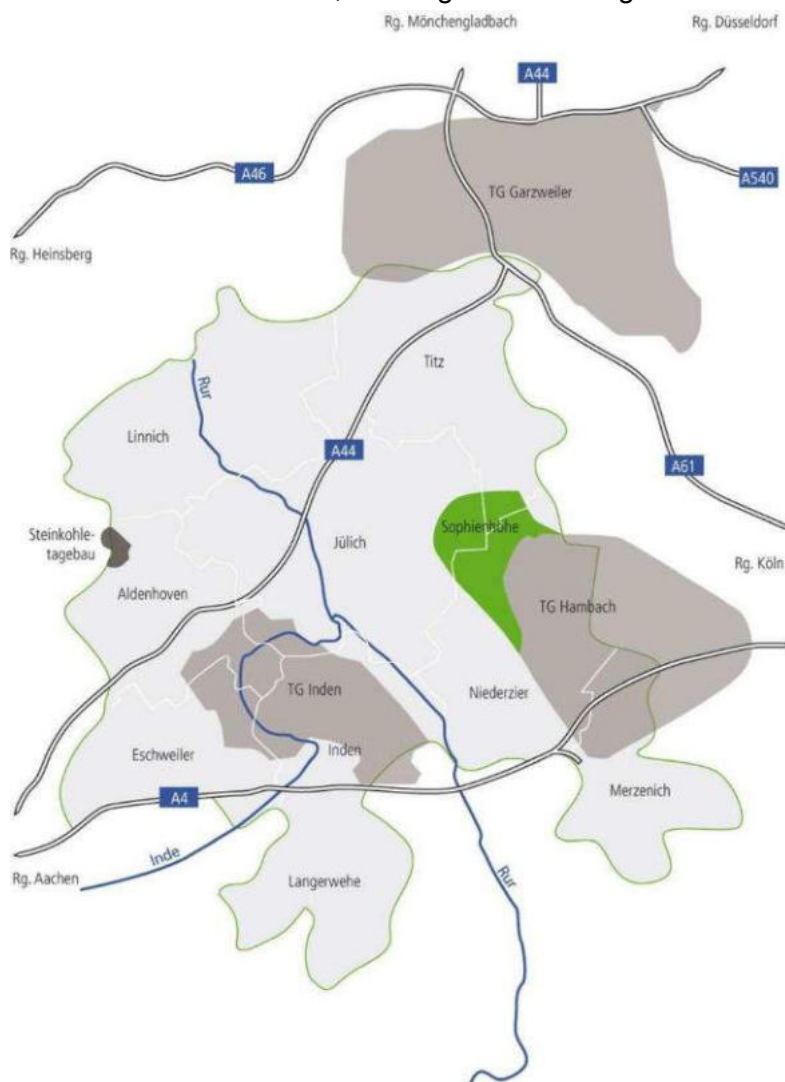 Rg. Mönchengladbach
Rg. Düsseldorf
A44
A46
A540
TG Garzweiler
Rg. Heinsberg
Titz
Rur
Linnich
A44
A61
Steinkohle-
tagebau
Sophienhöhe
Jülich
Rg. Köln
Aldenhoven
TG Hambach
TG Inden
Niederzier
Eschweiler
Inden
A4
Merzenich
Inde
Rg. Aachen
Langerwehe
Rur